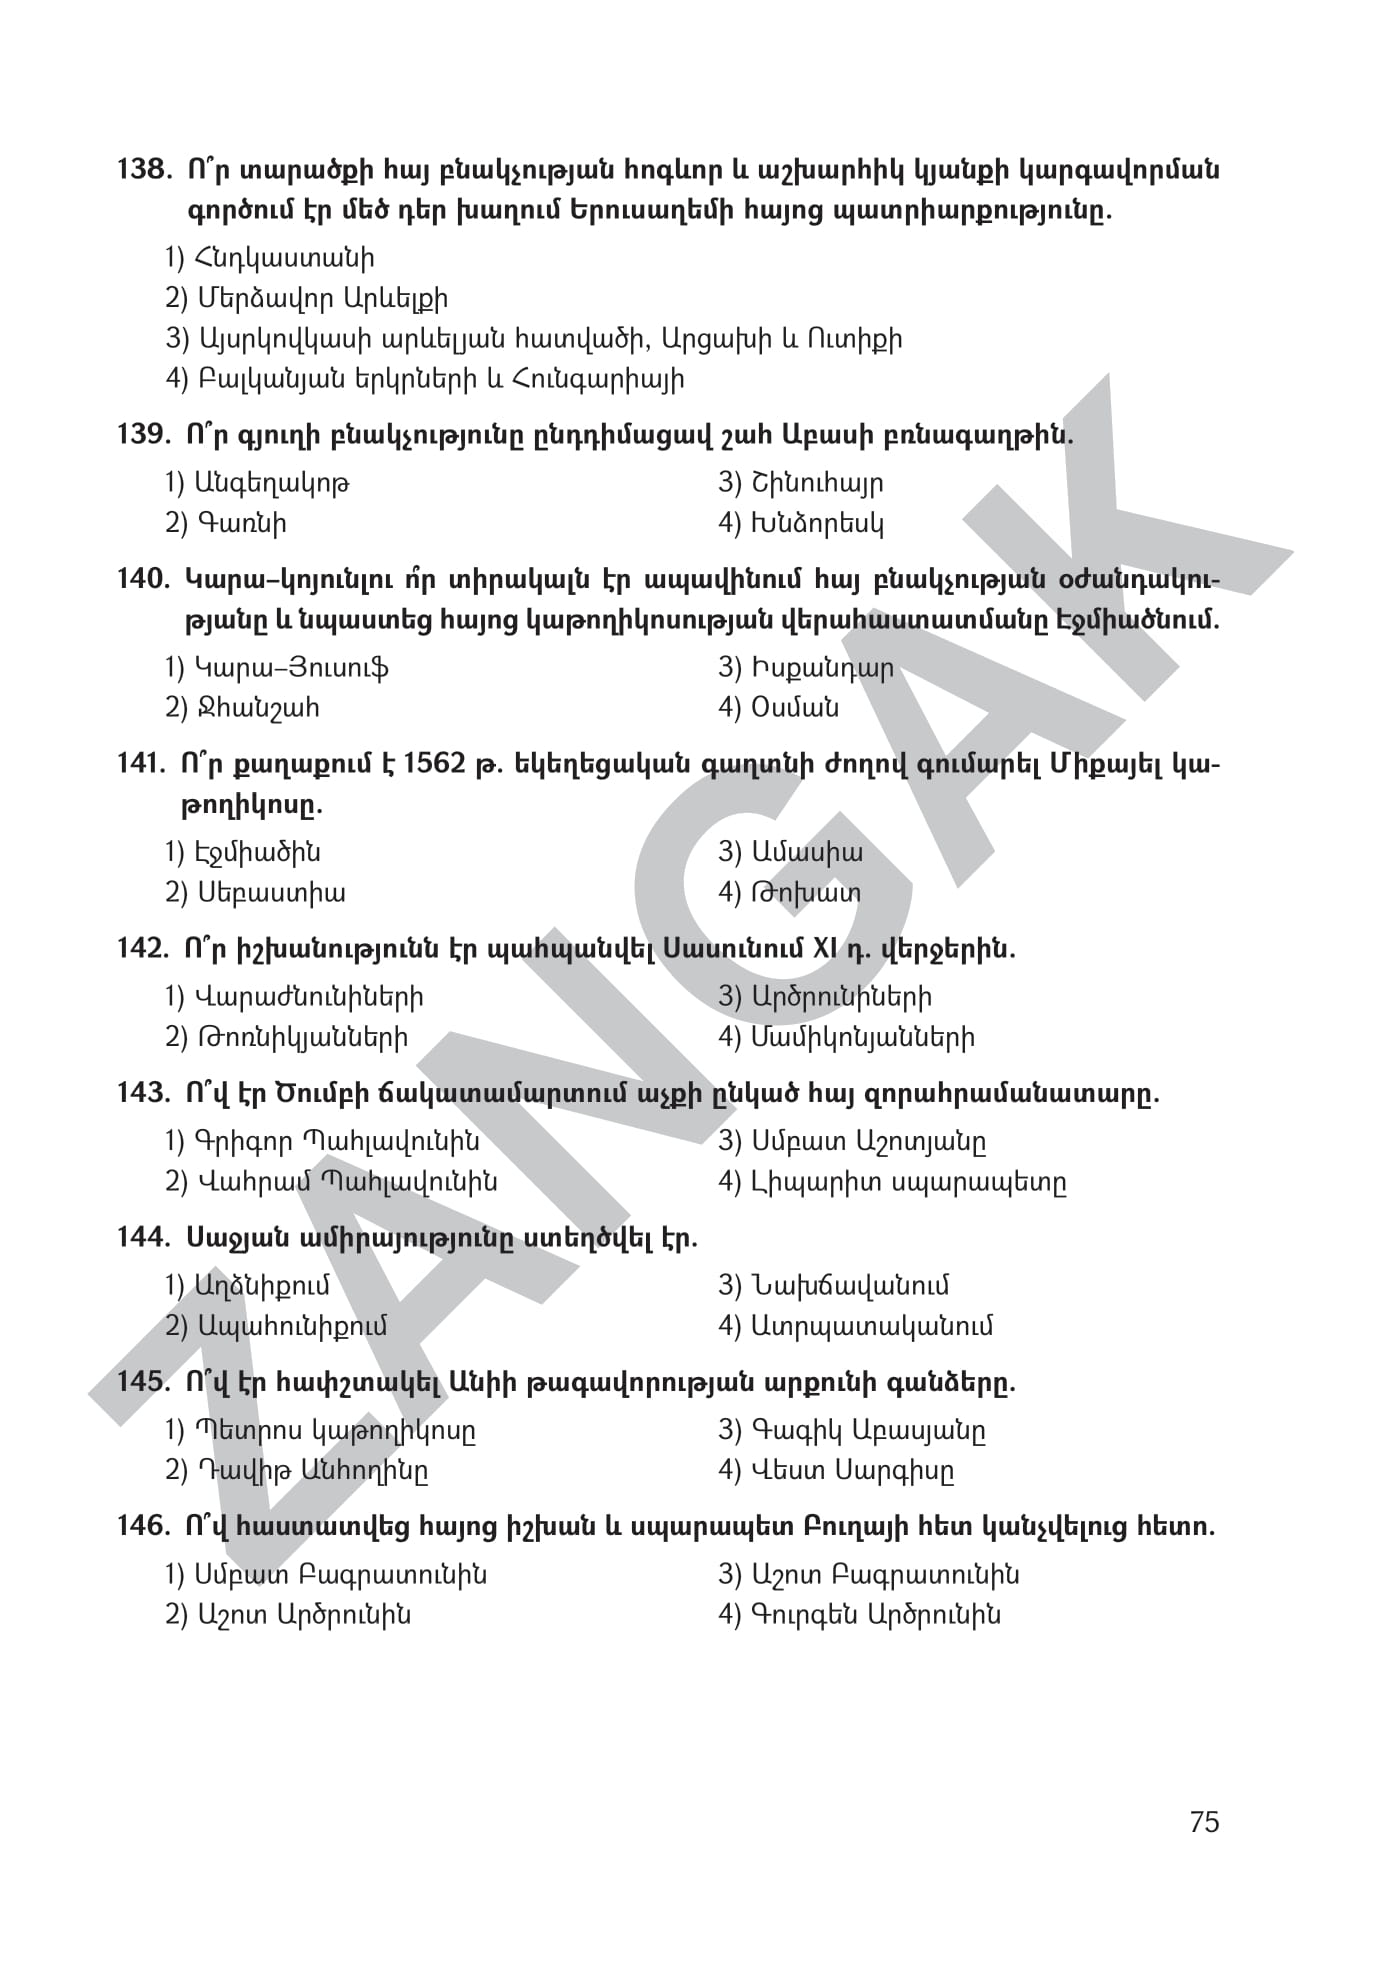 138. Ո՞ր տարածքի հայ բնակչության հոգևոր և աշխարհիկ կյանքի կարգավորման
գործում էր մեծ դեր խաղում Երուսաղեմի հայոց պատրիարքությունը.
1) Հնդկաստանի
2) Մերձավոր Արևելքի
3) Այսրկովկասի արևելյան հատվածի, Արցախի և Ուտիքի
4) Բալկանյան երկրների և Հունգարիայի
139. Ո՞ր գյուղի բնակչությունը ընդդիմացավ շահ Աբասի բռնագաղթին.
1) Անգեղակոթ
3) Շինուհայր
2) Գառնի
4) Խնձորեսկ
140. Կարա–կոյունլու ո՞ր տիրակալն էր ապավինում հայ բնակչության օժանդակու-
թյանը և նպաստեց հայոց կաթողիկոսության վերահաստատմանը Էջմիածնում.
1) Կարա–Յուսուֆ
3) Իսքանդար
2) Ջհանշահ
4) Օսման
141. Ո՞ր քաղաքում է 1562 թ. եկեղեցական գաղտնի ժողով գումարել Միքայել կա-
թողիկոսը.
1) Էջմիածին
3) Ամասիա
2) Սեբաստիա
4) Թոխատ
142. Ո՞ր իշխանությունն էր պահպանվել Սասունում XI դ. վերջերին.
1) Վարաժնունիների
3) Արծրունիների
2) Թոռնիկյանների
4) Մամիկոնյանների
143. Ո՞վ էր Ծումբի ճակատամարտում աչքի ընկած հայ զորահրամանատարը.
1) Գրիգոր Պահլավունին
3) Սմբատ Աշոտյանը
2) Վահրամ Պահլավունին
4) Լիպարիտ սպարապետը
144. Սաջյան ամիրայությունը ստեղծվել էր.
1) Աղձնիքում
3) Նախճավանում
2) Ապահունիքում
4) Ատրպատականում
145. Ո՞վ էր հափշտակել Անիի թագավորության արքունի գանձերը.
1) Պետրոս կաթողիկոսը
3) Գագիկ Աբասյանը
2) Դավիթ Անհողինը
4) Վեստ Սարգիսը
146. Ո՞վ հաստատվեց հայոց իշխան և սպարապետ Բուղայի հետ կանչվելուց հետո.
1) Սմբատ Բագրատունին
3) Աշոտ Բագրատունին
2) Աշոտ Արծրունին
4) Գուրգեն Արծրունին
75
ZANGAK